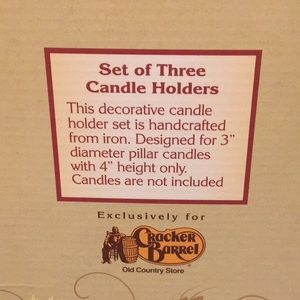 Set of Three
Candle Holders
This decorative candle
holder set is handcrafted
from iron. Designed for 3"
diameter pillar candles
with 4" height only.
Candles are not included
Exclusively for
Cracker
Barrel
Old Country Store